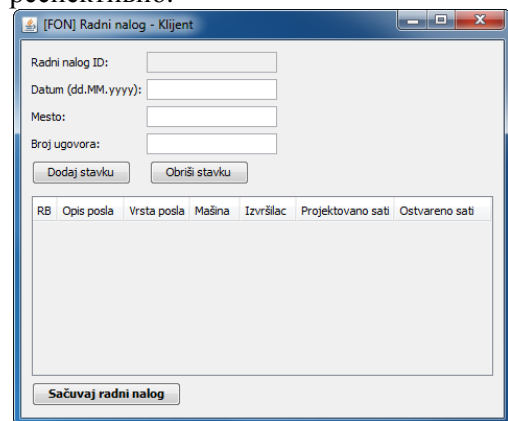 респективно.
[FON] Radni nalog - Klijent
Radni nalog ID:
Datum (dd.MM.yyyy):
Mesto:
Broj ugovora:
Dodaj stavku Obriši stavku
RB Opis posla Vrsta posla Mašina Izvršilac Projektovano sati Ostvareno sati
Sačuvaj radni nalog